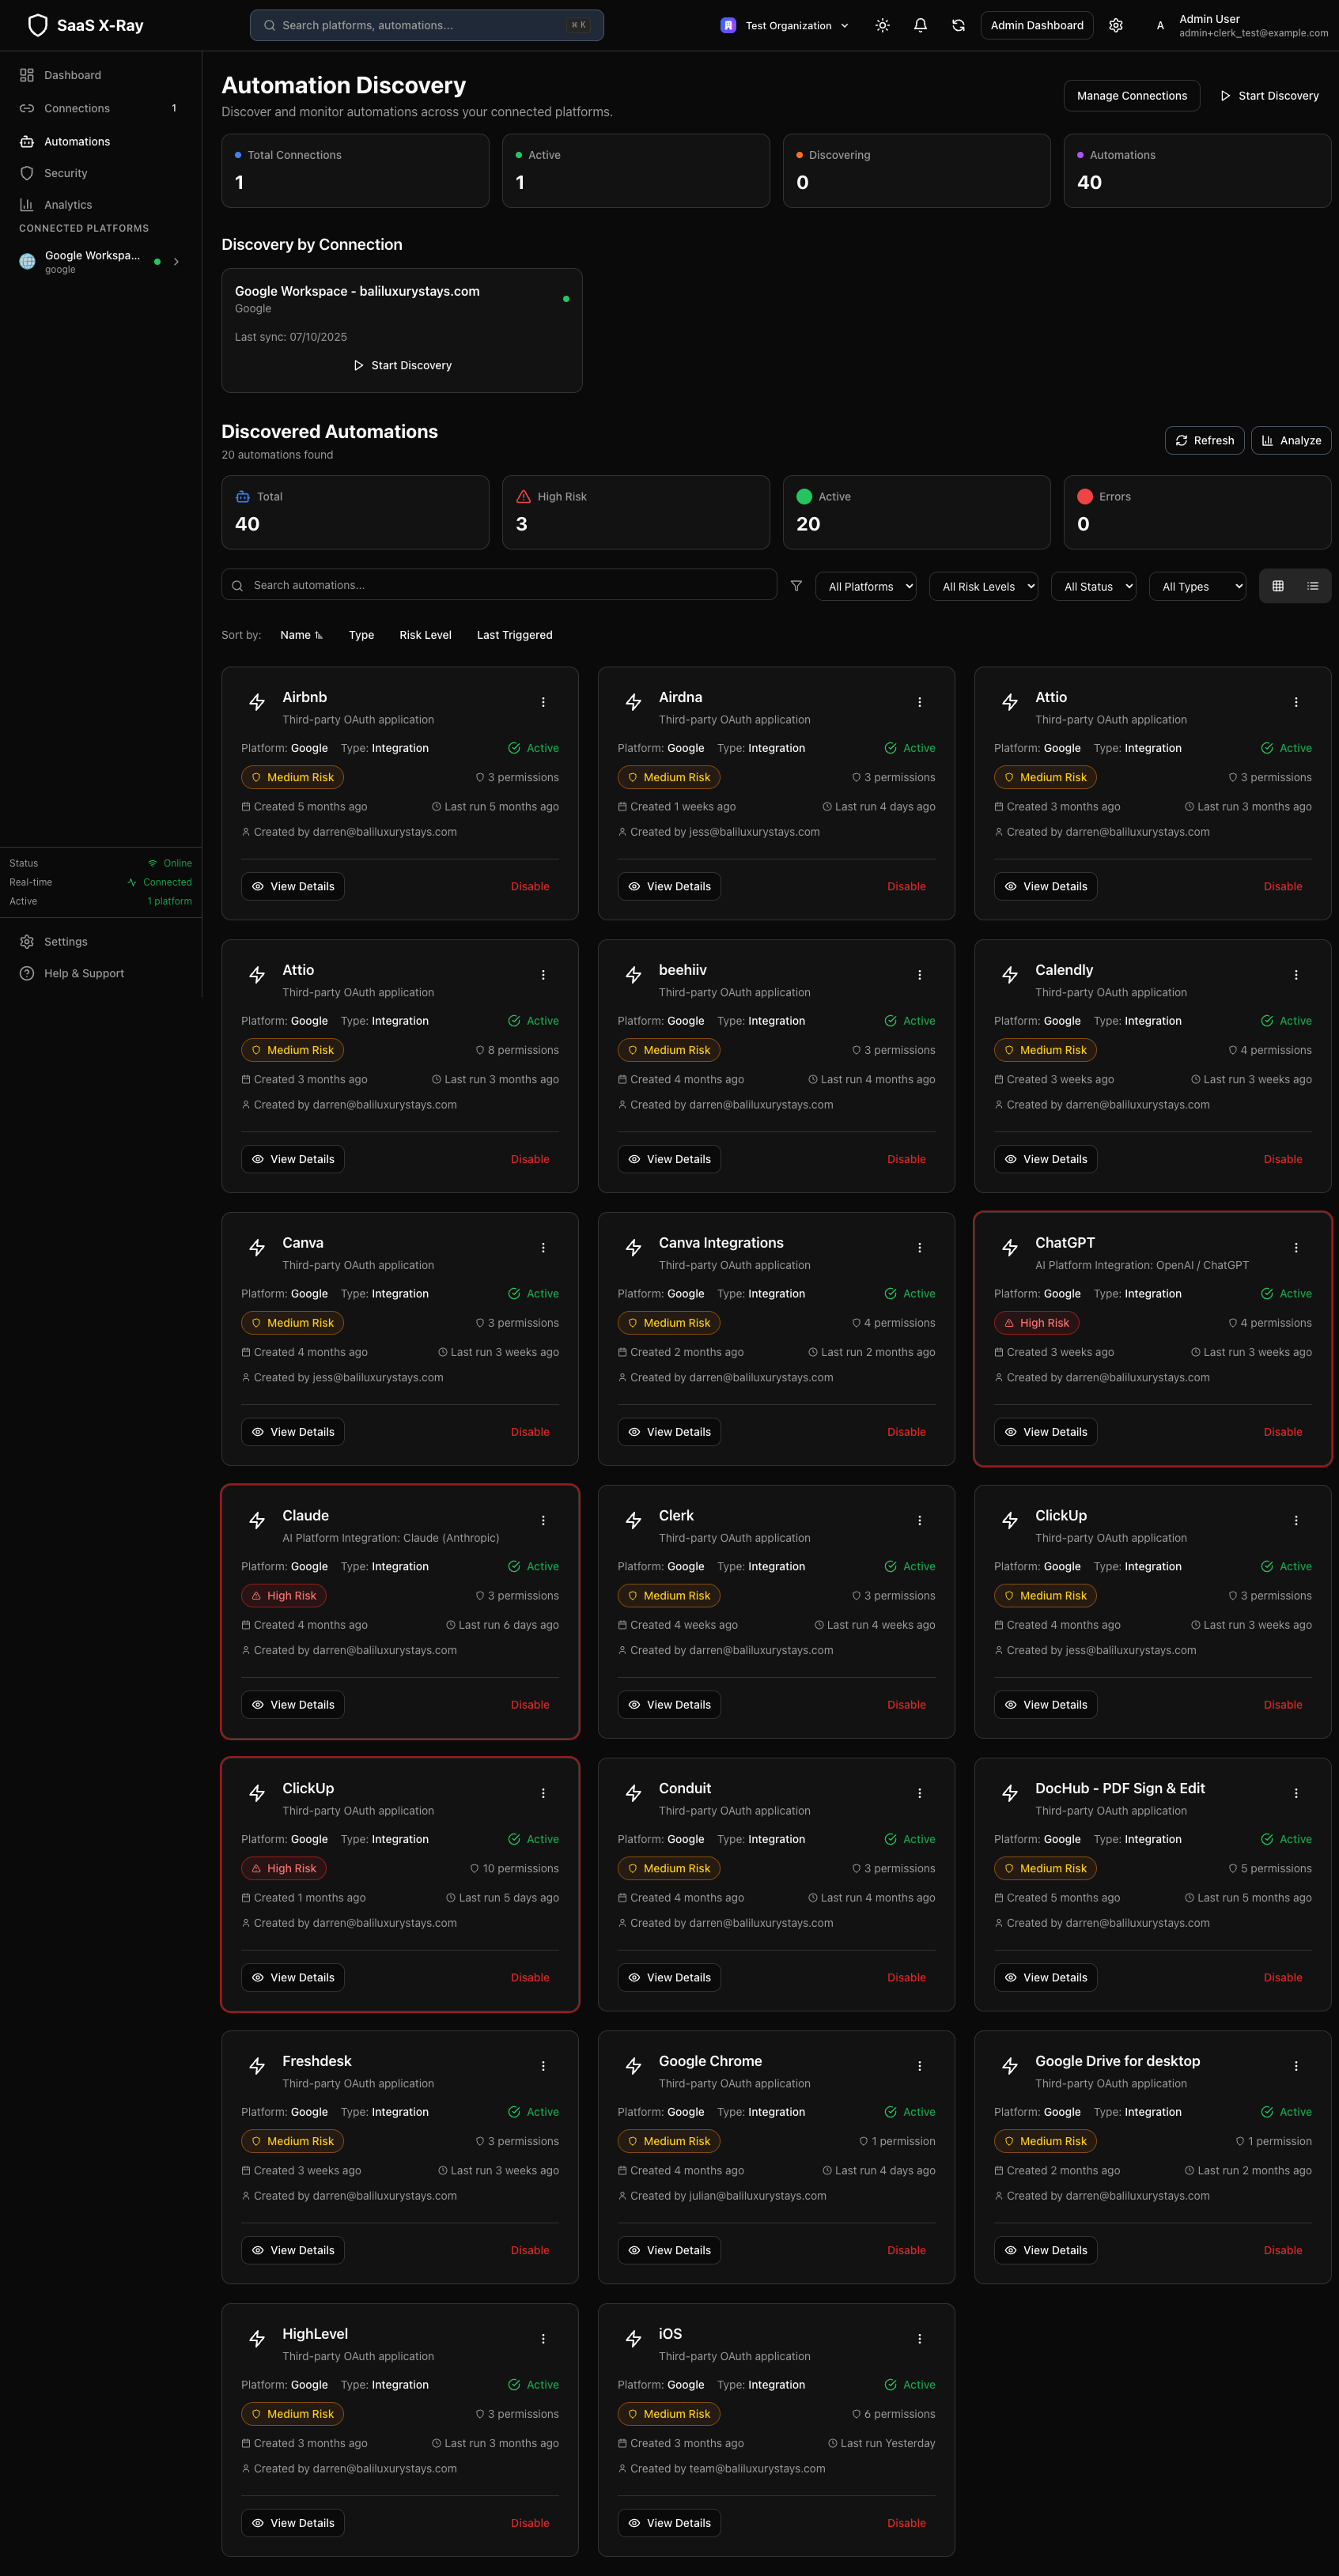 SaaS X-Ray
Search platforms, automations...
⌘ K
Test Organization
Admin Dashboard
A
Admin User
admin+clerk_test@example.com
Dashboard
Connections 1
Automations
Security
Analytics
CONNECTED PLATFORMS
Google Workspa...
google
Status Online
Real-time Connected
Active 1 platform
Settings
Help & Support
Automation Discovery
Discover and monitor automations across your connected platforms.
Manage Connections
Start Discovery
Total Connections
1
Active
1
Discovering
0
Automations
40
Discovery by Connection
Google Workspace - baliluxurystays.com
Google
Last sync: 07/10/2025
Start Discovery
Discovered Automations
20 automations found
Refresh
Analyze
Total
40
High Risk
3
Active
20
Errors
0
Search automations...
All Platforms
All Risk Levels
All Status
All Types
Sort by: Name Type Risk Level Last Triggered
Airbnb
Third-party OAuth application
Platform: Google Type: Integration Active
Medium Risk 3 permissions
Created 5 months ago Last run 5 months ago
Created by darren@baliluxurystays.com
View Details Disable
Airdna
Third-party OAuth application
Platform: Google Type: Integration Active
Medium Risk 3 permissions
Created 1 weeks ago Last run 4 days ago
Created by jess@baliluxurystays.com
View Details Disable
Attio
Third-party OAuth application
Platform: Google Type: Integration Active
Medium Risk 3 permissions
Created 3 months ago Last run 3 months ago
Created by darren@baliluxurystays.com
View Details Disable
Attio
Third-party OAuth application
Platform: Google Type: Integration Active
Medium Risk 8 permissions
Created 3 months ago Last run 3 months ago
Created by darren@baliluxurystays.com
View Details Disable
beehiiv
Third-party OAuth application
Platform: Google Type: Integration Active
Medium Risk 3 permissions
Created 4 months ago Last run 4 months ago
Created by darren@baliluxurystays.com
View Details Disable
Calendly
Third-party OAuth application
Platform: Google Type: Integration Active
Medium Risk 4 permissions
Created 3 weeks ago Last run 3 weeks ago
Created by darren@baliluxurystays.com
View Details Disable
Canva
Third-party OAuth application
Platform: Google Type: Integration Active
Medium Risk 3 permissions
Created 4 months ago Last run 3 weeks ago
Created by jess@baliluxurystays.com
View Details Disable
Canva Integrations
Third-party OAuth application
Platform: Google Type: Integration Active
Medium Risk 4 permissions
Created 2 months ago Last run 2 months ago
Created by darren@baliluxurystays.com
View Details Disable
ChatGPT
AI Platform Integration: OpenAI / ChatGPT
Platform: Google Type: Integration Active
High Risk 4 permissions
Created 3 weeks ago Last run 3 weeks ago
Created by darren@baliluxurystays.com
View Details Disable
Claude
AI Platform Integration: Claude (Anthropic)
Platform: Google Type: Integration Active
High Risk 3 permissions
Created 4 months ago Last run 6 days ago
Created by darren@baliluxurystays.com
View Details Disable
Clerk
Third-party OAuth application
Platform: Google Type: Integration Active
Medium Risk 3 permissions
Created 4 weeks ago Last run 4 weeks ago
Created by darren@baliluxurystays.com
View Details Disable
ClickUp
Third-party OAuth application
Platform: Google Type: Integration Active
Medium Risk 3 permissions
Created 4 months ago Last run 3 weeks ago
Created by jess@baliluxurystays.com
View Details Disable
ClickUp
Third-party OAuth application
Platform: Google Type: Integration Active
High Risk 10 permissions
Created 1 months ago Last run 5 days ago
Created by darren@baliluxurystays.com
View Details Disable
Conduit
Third-party OAuth application
Platform: Google Type: Integration Active
Medium Risk 3 permissions
Created 4 months ago Last run 4 months ago
Created by darren@baliluxurystays.com
View Details Disable
DocHub - PDF Sign & Edit
Third-party OAuth application
Platform: Google Type: Integration Active
Medium Risk 5 permissions
Created 5 months ago Last run 5 months ago
Created by darren@baliluxurystays.com
View Details Disable
Freshdesk
Third-party OAuth application
Platform: Google Type: Integration Active
Medium Risk 3 permissions
Created 3 weeks ago Last run 3 weeks ago
Created by darren@baliluxurystays.com
View Details Disable
Google Chrome
Third-party OAuth application
Platform: Google Type: Integration Active
Medium Risk 1 permission
Created 4 months ago Last run 4 days ago
Created by julian@baliluxurystays.com
View Details Disable
Google Drive for desktop
Third-party OAuth application
Platform: Google Type: Integration Active
Medium Risk 1 permission
Created 2 months ago Last run 2 months ago
Created by darren@baliluxurystays.com
View Details Disable
HighLevel
Third-party OAuth application
Platform: Google Type: Integration Active
Medium Risk 3 permissions
Created 3 months ago Last run 3 months ago
Created by darren@baliluxurystays.com
View Details Disable
iOS
Third-party OAuth application
Platform: Google Type: Integration Active
Medium Risk 6 permissions
Created 3 months ago Last run Yesterday
Created by team@baliluxurystays.com
View Details Disable